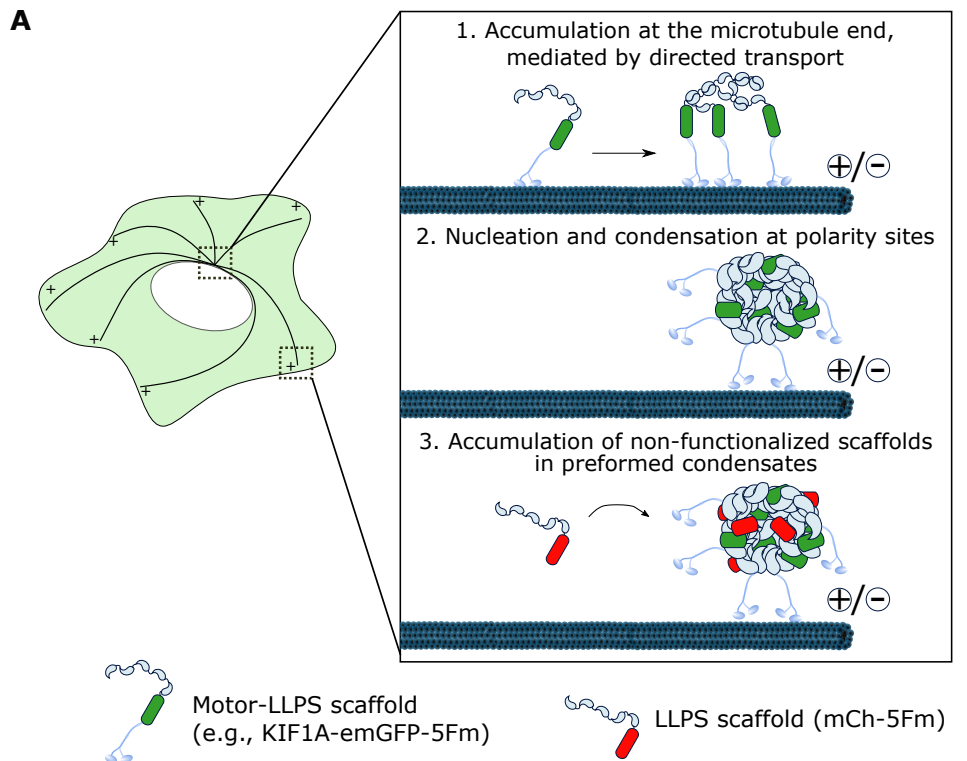 A
1. Accumulation at the microtubule end,
mediated by directed transport
+/-
2. Nucleation and condensation at polarity sites
+/-
3. Accumulation of non-functionalized scaffolds
in preformed condensates
+/-
+
+
+
+
+
+
+
Motor-LLPS scaffold
(e.g., KIF1A-emGFP-5Fm)
LLPS scaffold (mCh-5Fm)